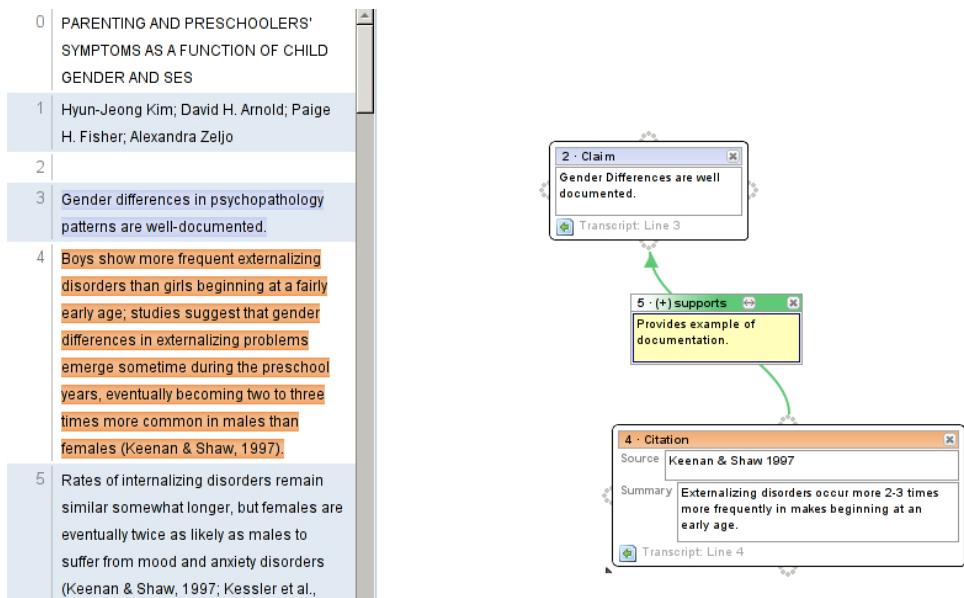 0 PARENTING AND PRESCHOOLERS'
SYMPTOMS AS A FUNCTION OF CHILD
GENDER AND SES
1 Hyun-Jeong Kim; David H. Arnold; Paige
H. Fisher; Alexandra Zeljo
2
3 Gender differences in psychopathology
patterns are well-documented.
4 Boys show more frequent externalizing
disorders than girls beginning at a fairly
early age; studies suggest that gender
differences in externalizing problems
emerge sometime during the preschool
years, eventually becoming two to three
times more common in males than
females (Keenan & Shaw, 1997).
5 Rates of internalizing disorders remain
similar somewhat longer, but females are
eventually twice as likely as males to
suffer from mood and anxiety disorders
(Keenan & Shaw, 1997; Kessler et al.,
2 · Claim
Gender Differences are well
documented.
Transcript: Line 3
5 · (+) supports
Provides example of
documentation.
4 · Citation
Source Keenan & Shaw 1997
Summary Externalizing disorders occur more 2-3 times
more frequently in makes beginning at an
early age.
Transcript: Line 4